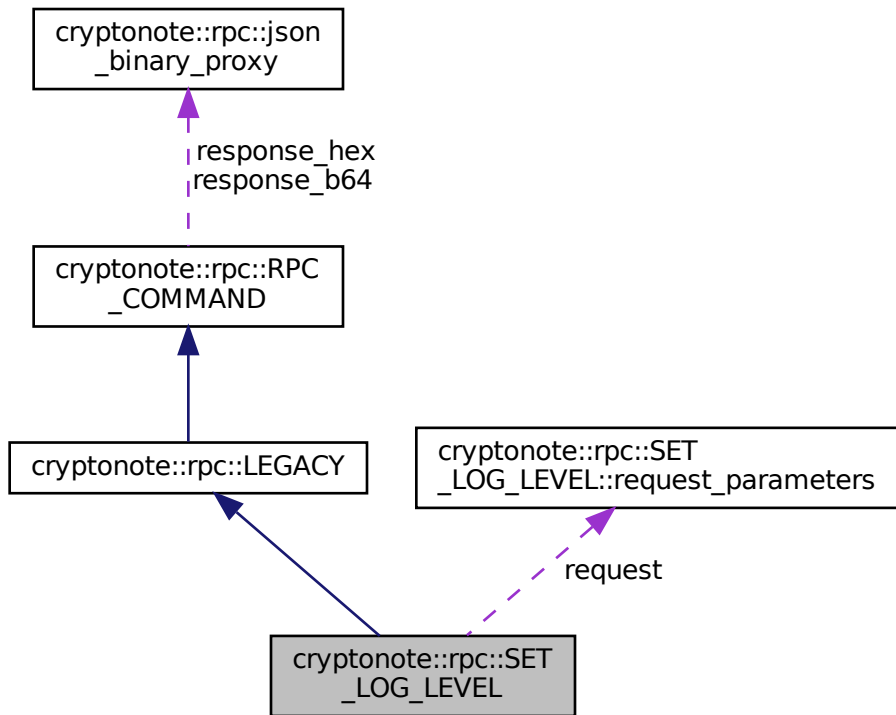 cryptonote::rpc::json
_binary_proxy
response_hex
response_b64
cryptonote::rpc::RPC
_COMMAND
cryptonote::rpc::LEGACY
cryptonote::rpc::SET
_LOG_LEVEL::request_parameters
request
cryptonote::rpc::SET
_LOG_LEVEL